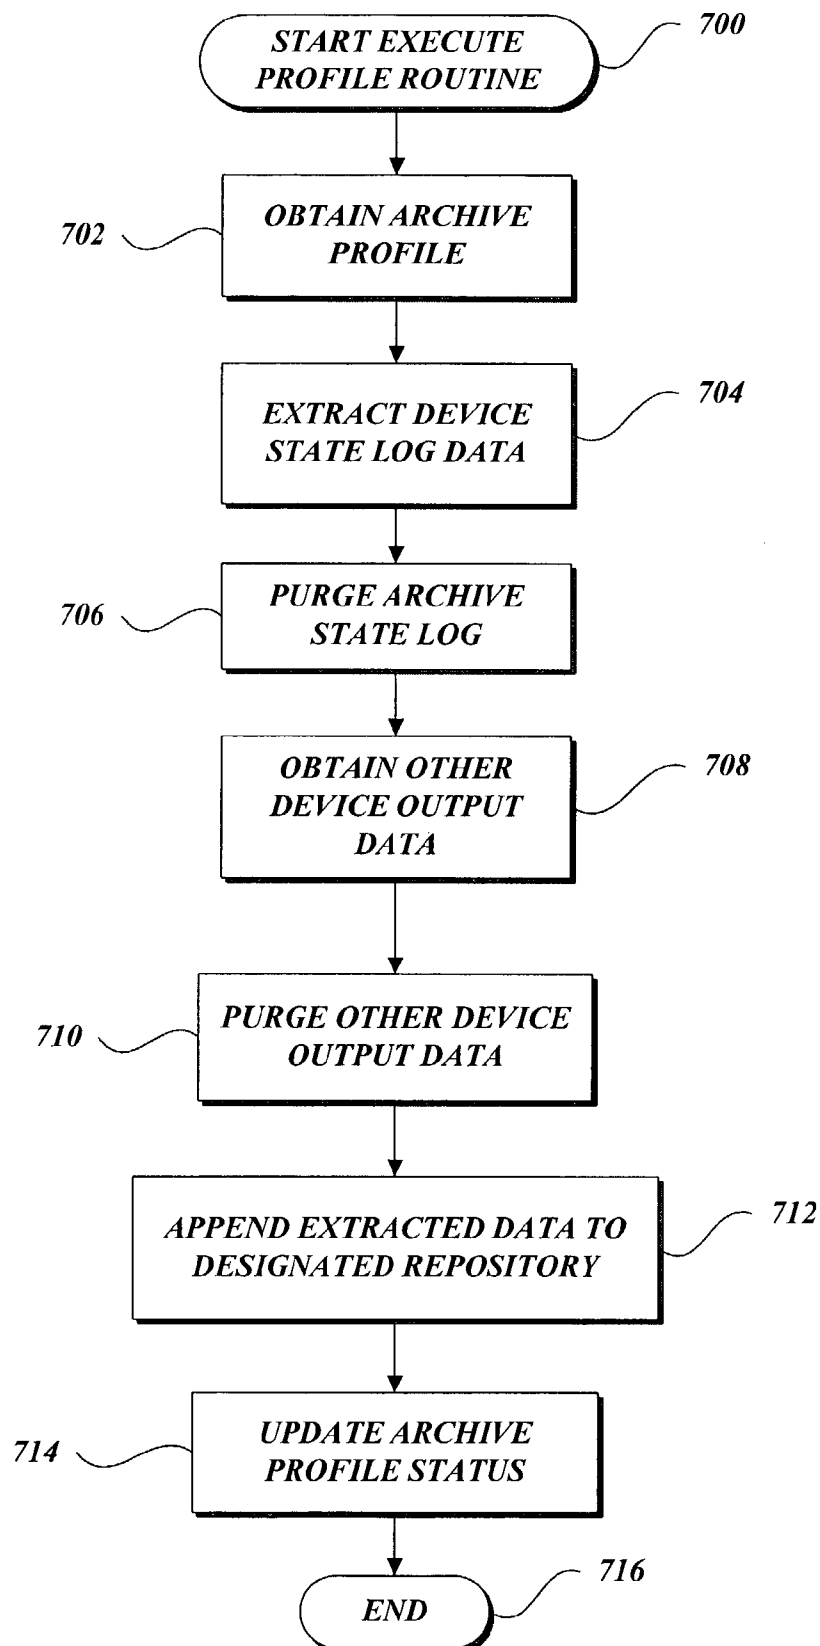 START EXECUTE
PROFILE ROUTINE
700
OBTAIN ARCHIVE
PROFILE
702
EXTRACT DEVICE
STATE LOG DATA
704
PURGE ARCHIVE
STATE LOG
706
OBTAIN OTHER
DEVICE OUTPUT
DATA
708
PURGE OTHER DEVICE
OUTPUT DATA
710
APPEND EXTRACTED DATA TO
DESIGNATED REPOSITORY
712
UPDATE ARCHIVE
PROFILE STATUS
714
END
716